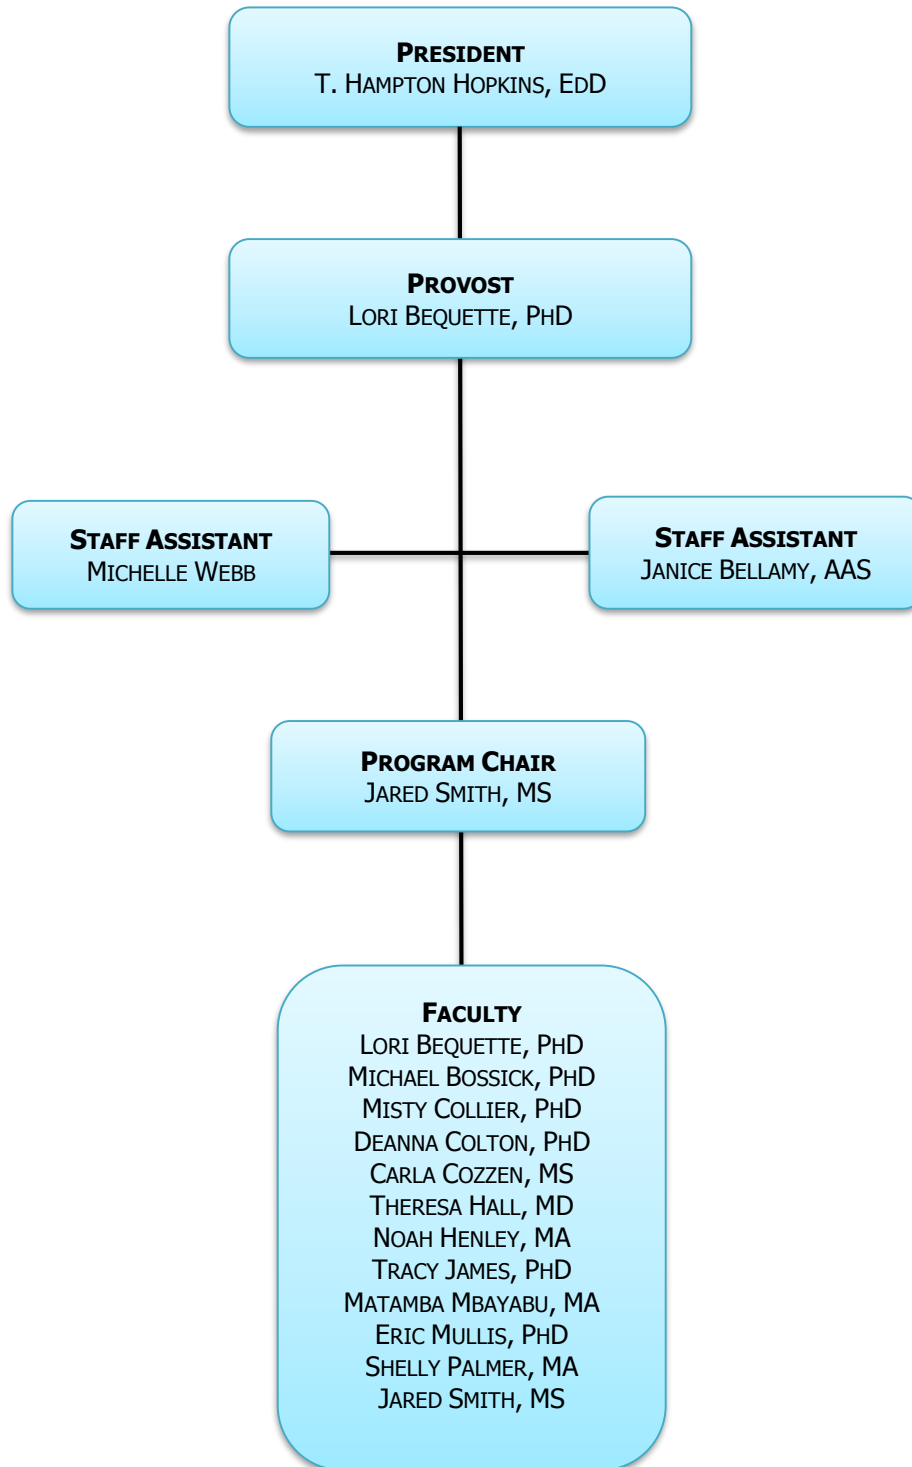 PRESIDENT
T. HAMPTON HOPKINS, EDD
PROVOST
LORI BEQUETTE, PHD
STAFF ASSISTANT
MICHELLE WEBB
STAFF ASSISTANT
JANICE BELLAMY, AAS
PROGRAM CHAIR
JARED SMITH, MS
FACULTY
LORI BEQUETTE, PHD
MICHAEL BOSSICK, PHD
MISTY COLLIER, PHD
DEANNA COLTON, PHD
CARLA COZZEN, MS
THERESA HALL, MD
NOAH HENLEY, MA
TRACY JAMES, PHD
MATAMBA MBAYABU, MA
ERIC MULLIS, PHD
SHELLY PALMER, MA
JARED SMITH, MS